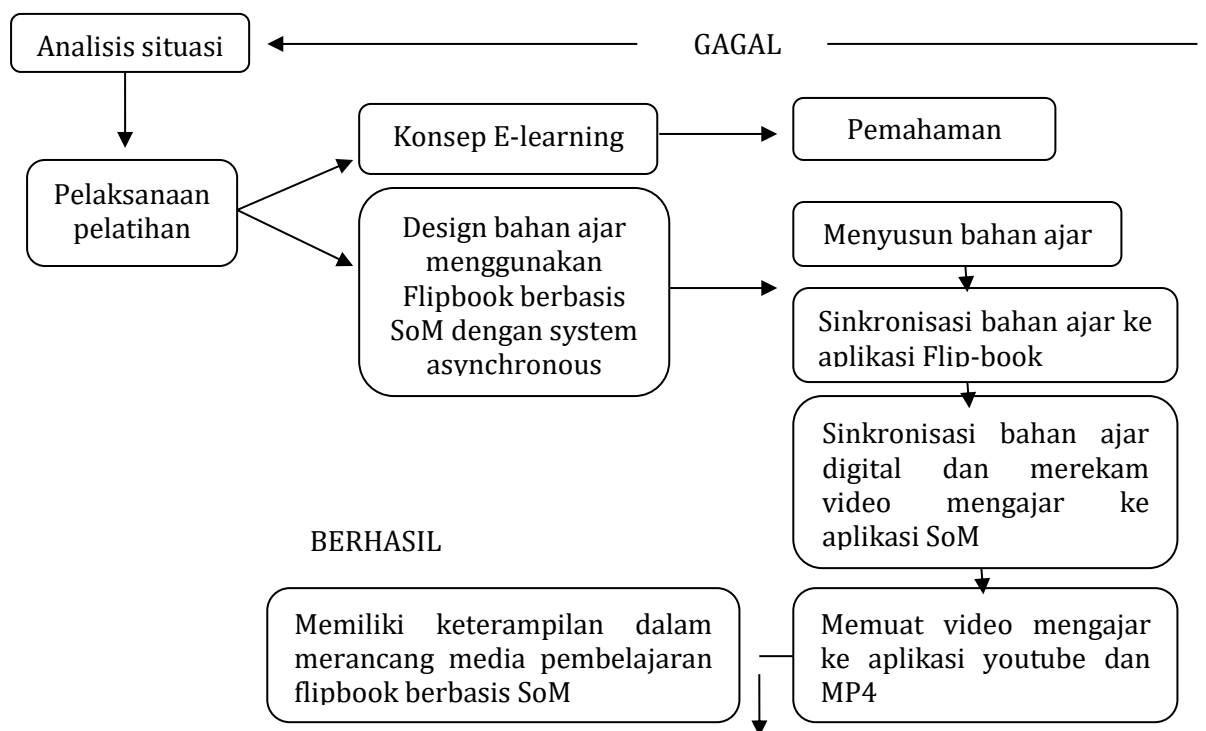 Analisis situasi
GAGAL
Konsep E-learning
Pemahaman
Pelaksanaan
pelatihan
Design bahan ajar
menggunakan
Flipbook berbasis
SoM dengan system
asynchronous
Menyusun bahan ajar
Sinkronisasi bahan ajar ke
aplikasi Flip-book
Sinkronisasi bahan ajar
digital dan merekam
video mengajar ke
aplikasi SoM
BERHASIL
Memiliki keterampilan dalam
merancang media pembelajaran
flipbook berbasis SoM
Memuat video mengajar
ke aplikasi youtube dan
MP4